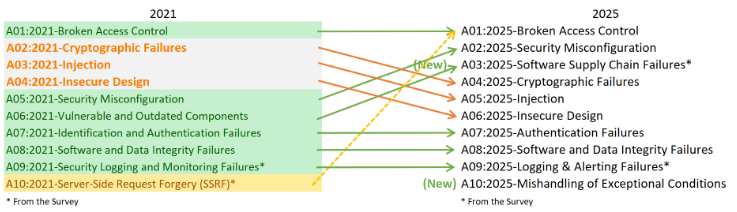 2021
A01:2021-Broken Access Control
A02:2021-Cryptographic Failures
A03:2021-Injection
A04:2021-Insecure Design
A05:2021-Security Misconfiguration
A06:2021-Vulnerable and Outdated Components
A07:2021-Identification and Authentication Failures
A08:2021-Software and Data Integrity Failures
A09:2021-Security Logging and Monitoring Failures*
A10:2021-Server-Side Request Forgery (SSRF)*
* From the Survey
2025
A01:2025-Broken Access Control
A02:2025-Security Misconfiguration
(New) A03:2025-Software Supply Chain Failures*
A04:2025-Cryptographic Failures
A05:2025-Injection
A06:2025-Insecure Design
A07:2025-Authentication Failures
A08:2025-Software and Data Integrity Failures
A09:2025-Logging & Alerting Failures*
(New) A10:2025-Mishandling of Exceptional Conditions
* From the Survey